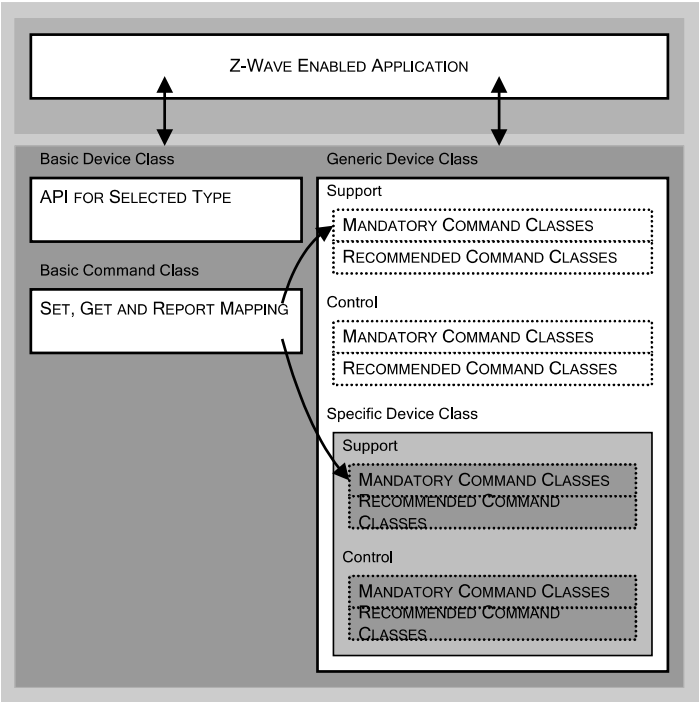 Z-WAVE ENABLED APPLICATION
Basic Device Class
API FOR SELECTED TYPE
Basic Command Class
SET, GET AND REPORT MAPPING
Generic Device Class
Support
MANDATORY COMMAND CLASSES
RECOMMENDED COMMAND CLASSES
Control
MANDATORY COMMAND CLASSES
RECOMMENDED COMMAND CLASSES
Specific Device Class
Support
MANDATORY COMMAND CLASSES
RECOMMENDED COMMAND
CLASSES
Control
MANDATORY COMMAND CLASSES
RECOMMENDED COMMAND
CLASSES